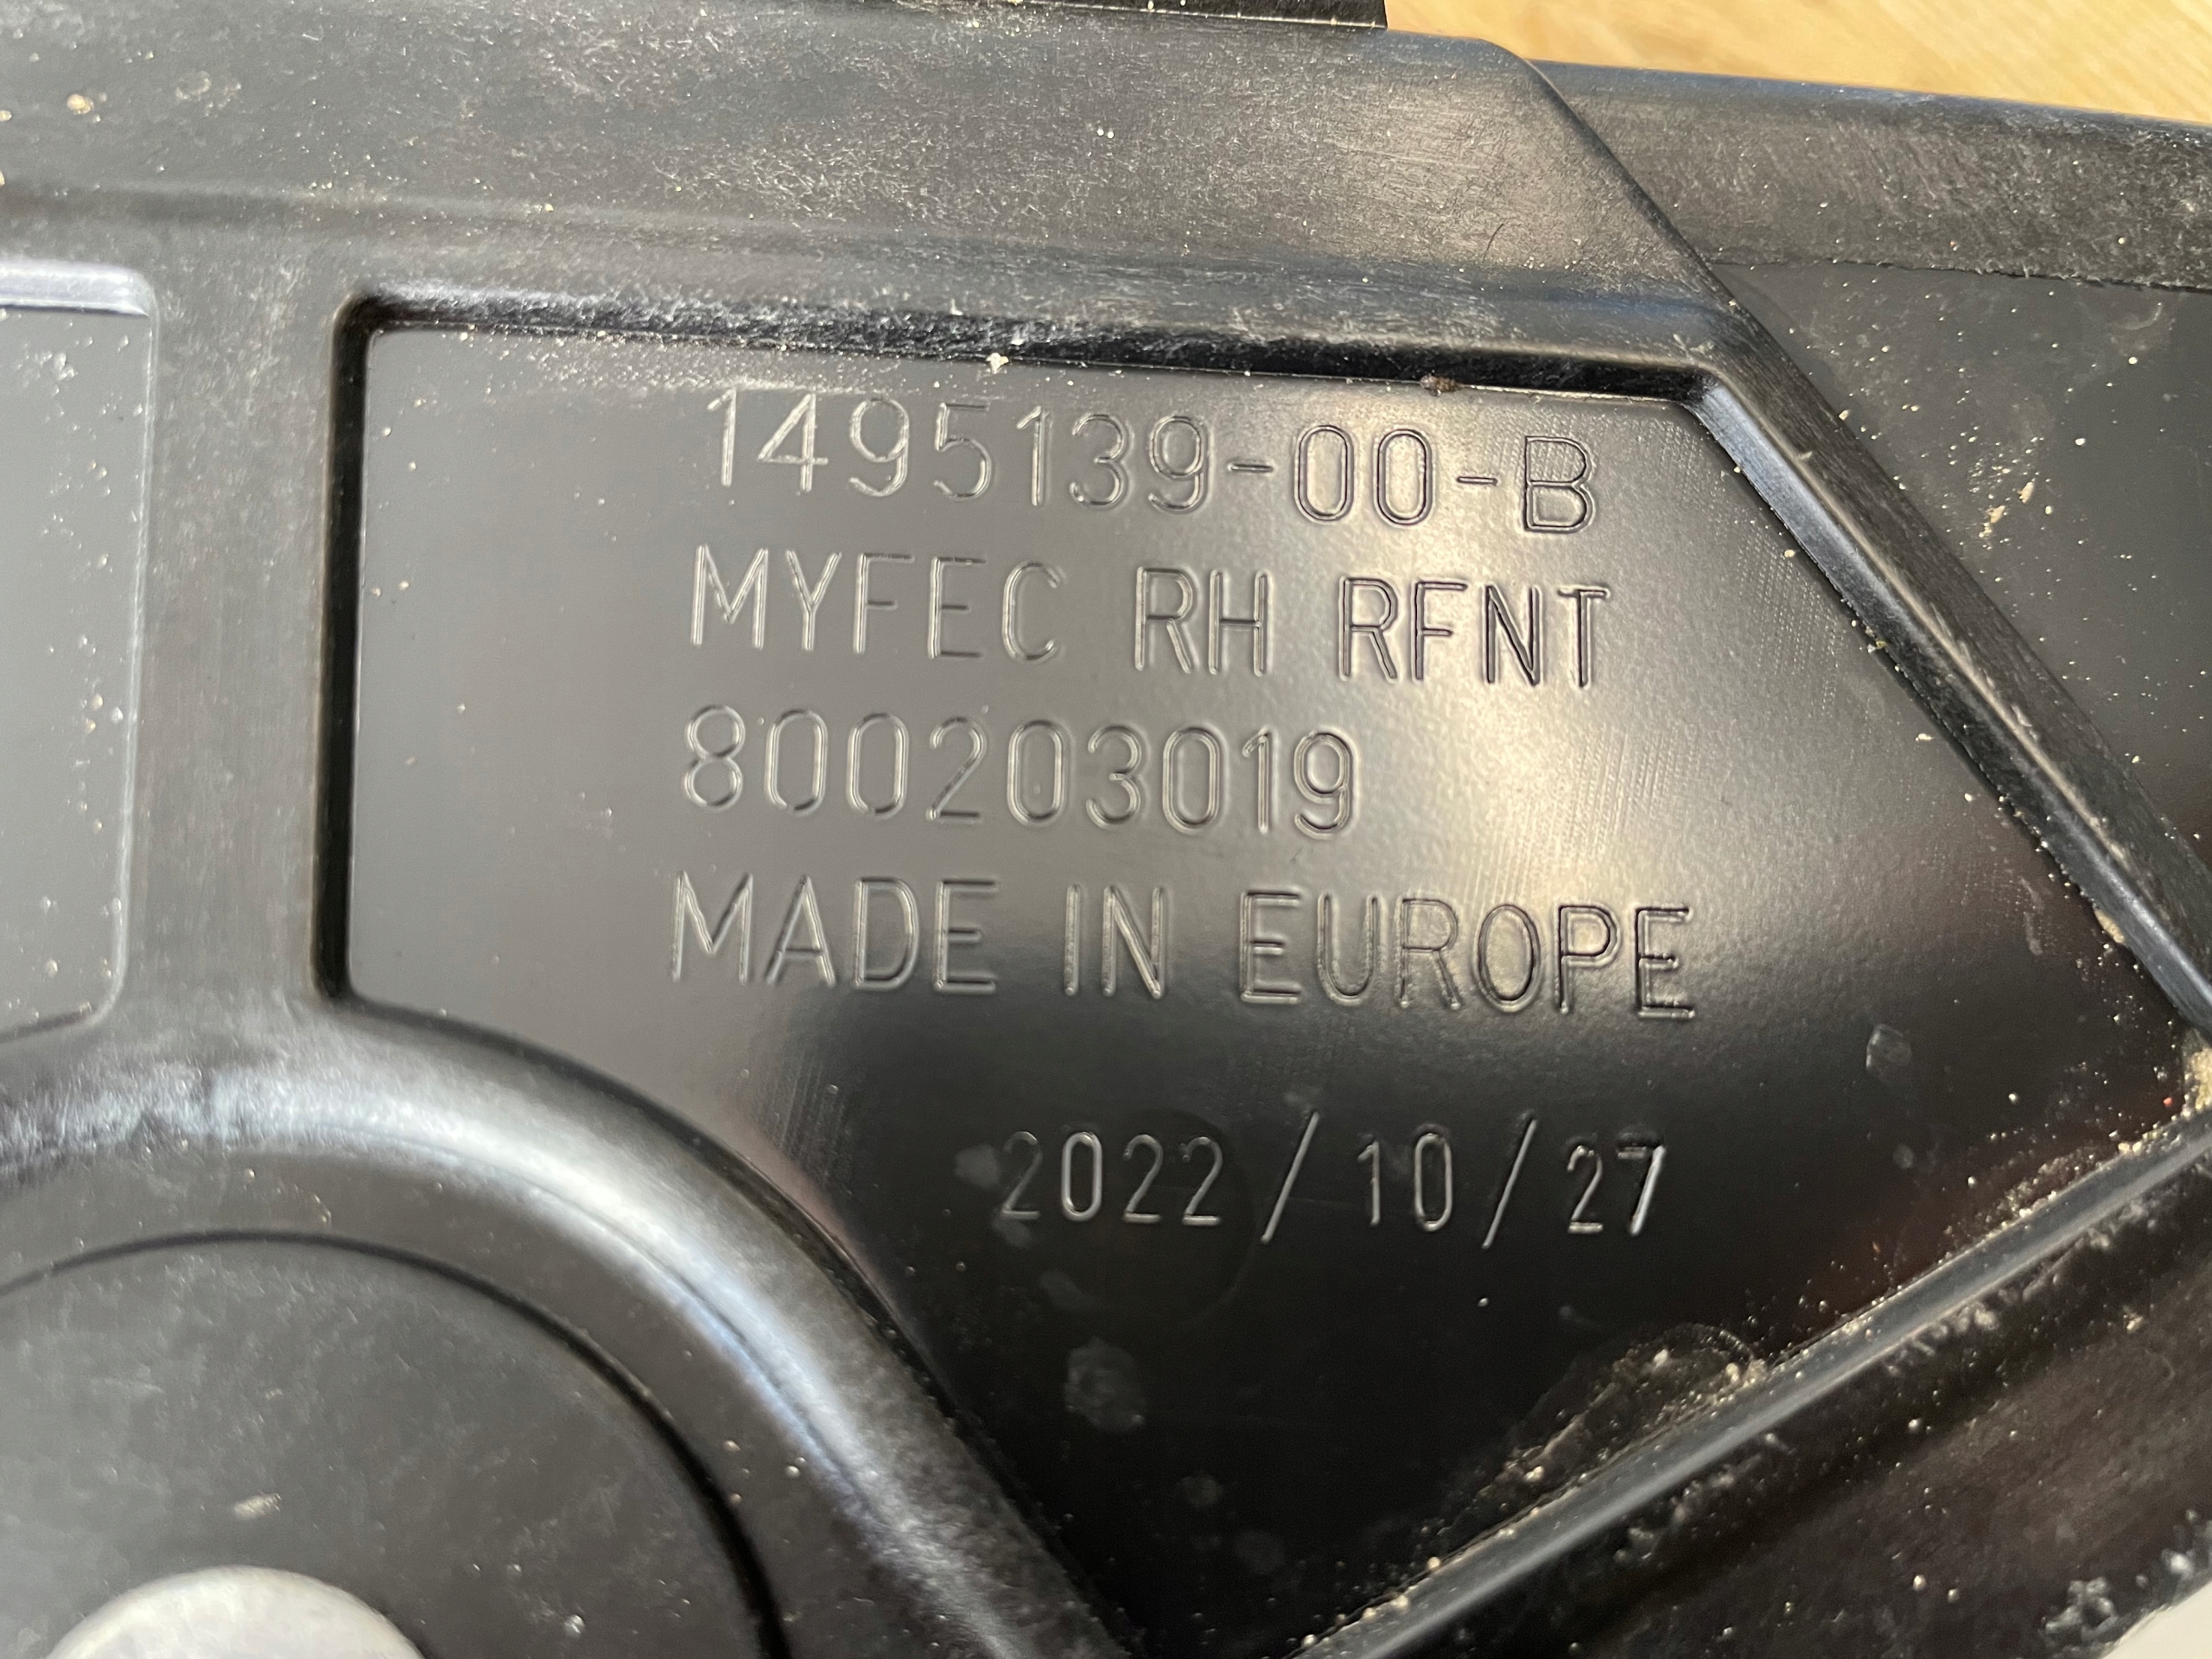 1495139-00-B
MYFEC RH RFNT
800203019
MADE IN EUROPE
2022/10/27